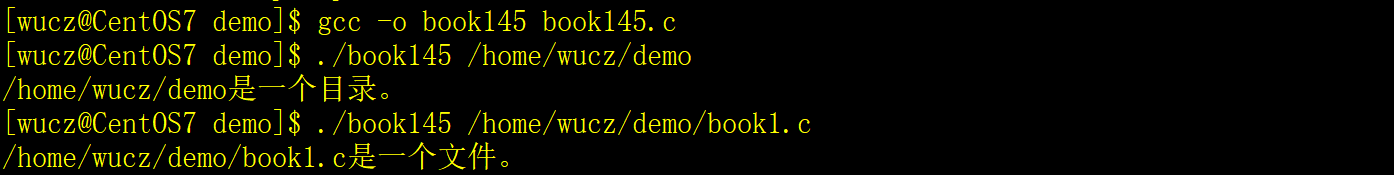 [wucz@CentOS7 demo]$ gcc -o book145 book145.c
[wucz@CentOS7 demo]$ ./book145 /home/wucz/demo
/home/wucz/demo是一个目录。
[wucz@CentOS7 demo]$ ./book145 /home/wucz/demo/book1.c
/home/wucz/demo/book1.c是一个文件。